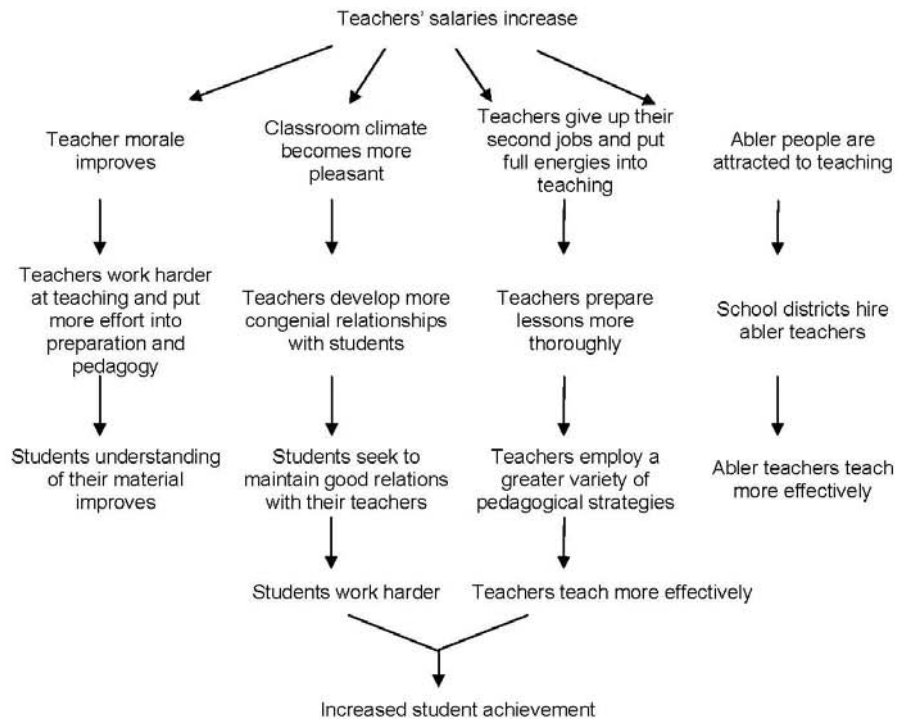 Teachers' salaries increase
Teacher morale
improves
Classroom climate
becomes more
pleasant
Teachers give up their
second jobs and put
full energies into
teaching
Abler people are
attracted to teaching
Teachers work harder
at teaching and put
more effort into
preparation and
pedagogy
Teachers develop more
congenial relationships
with students
Teachers prepare
lessons more
thoroughly
School districts hire
abler teachers
Students understanding
of their material
improves
Students seek to
maintain good relations
with their teachers
Teachers employ a
greater variety of
pedagogical strategies
Abler teachers teach
more effectively
Students work harder
Teachers teach more effectively
Increased student achievement